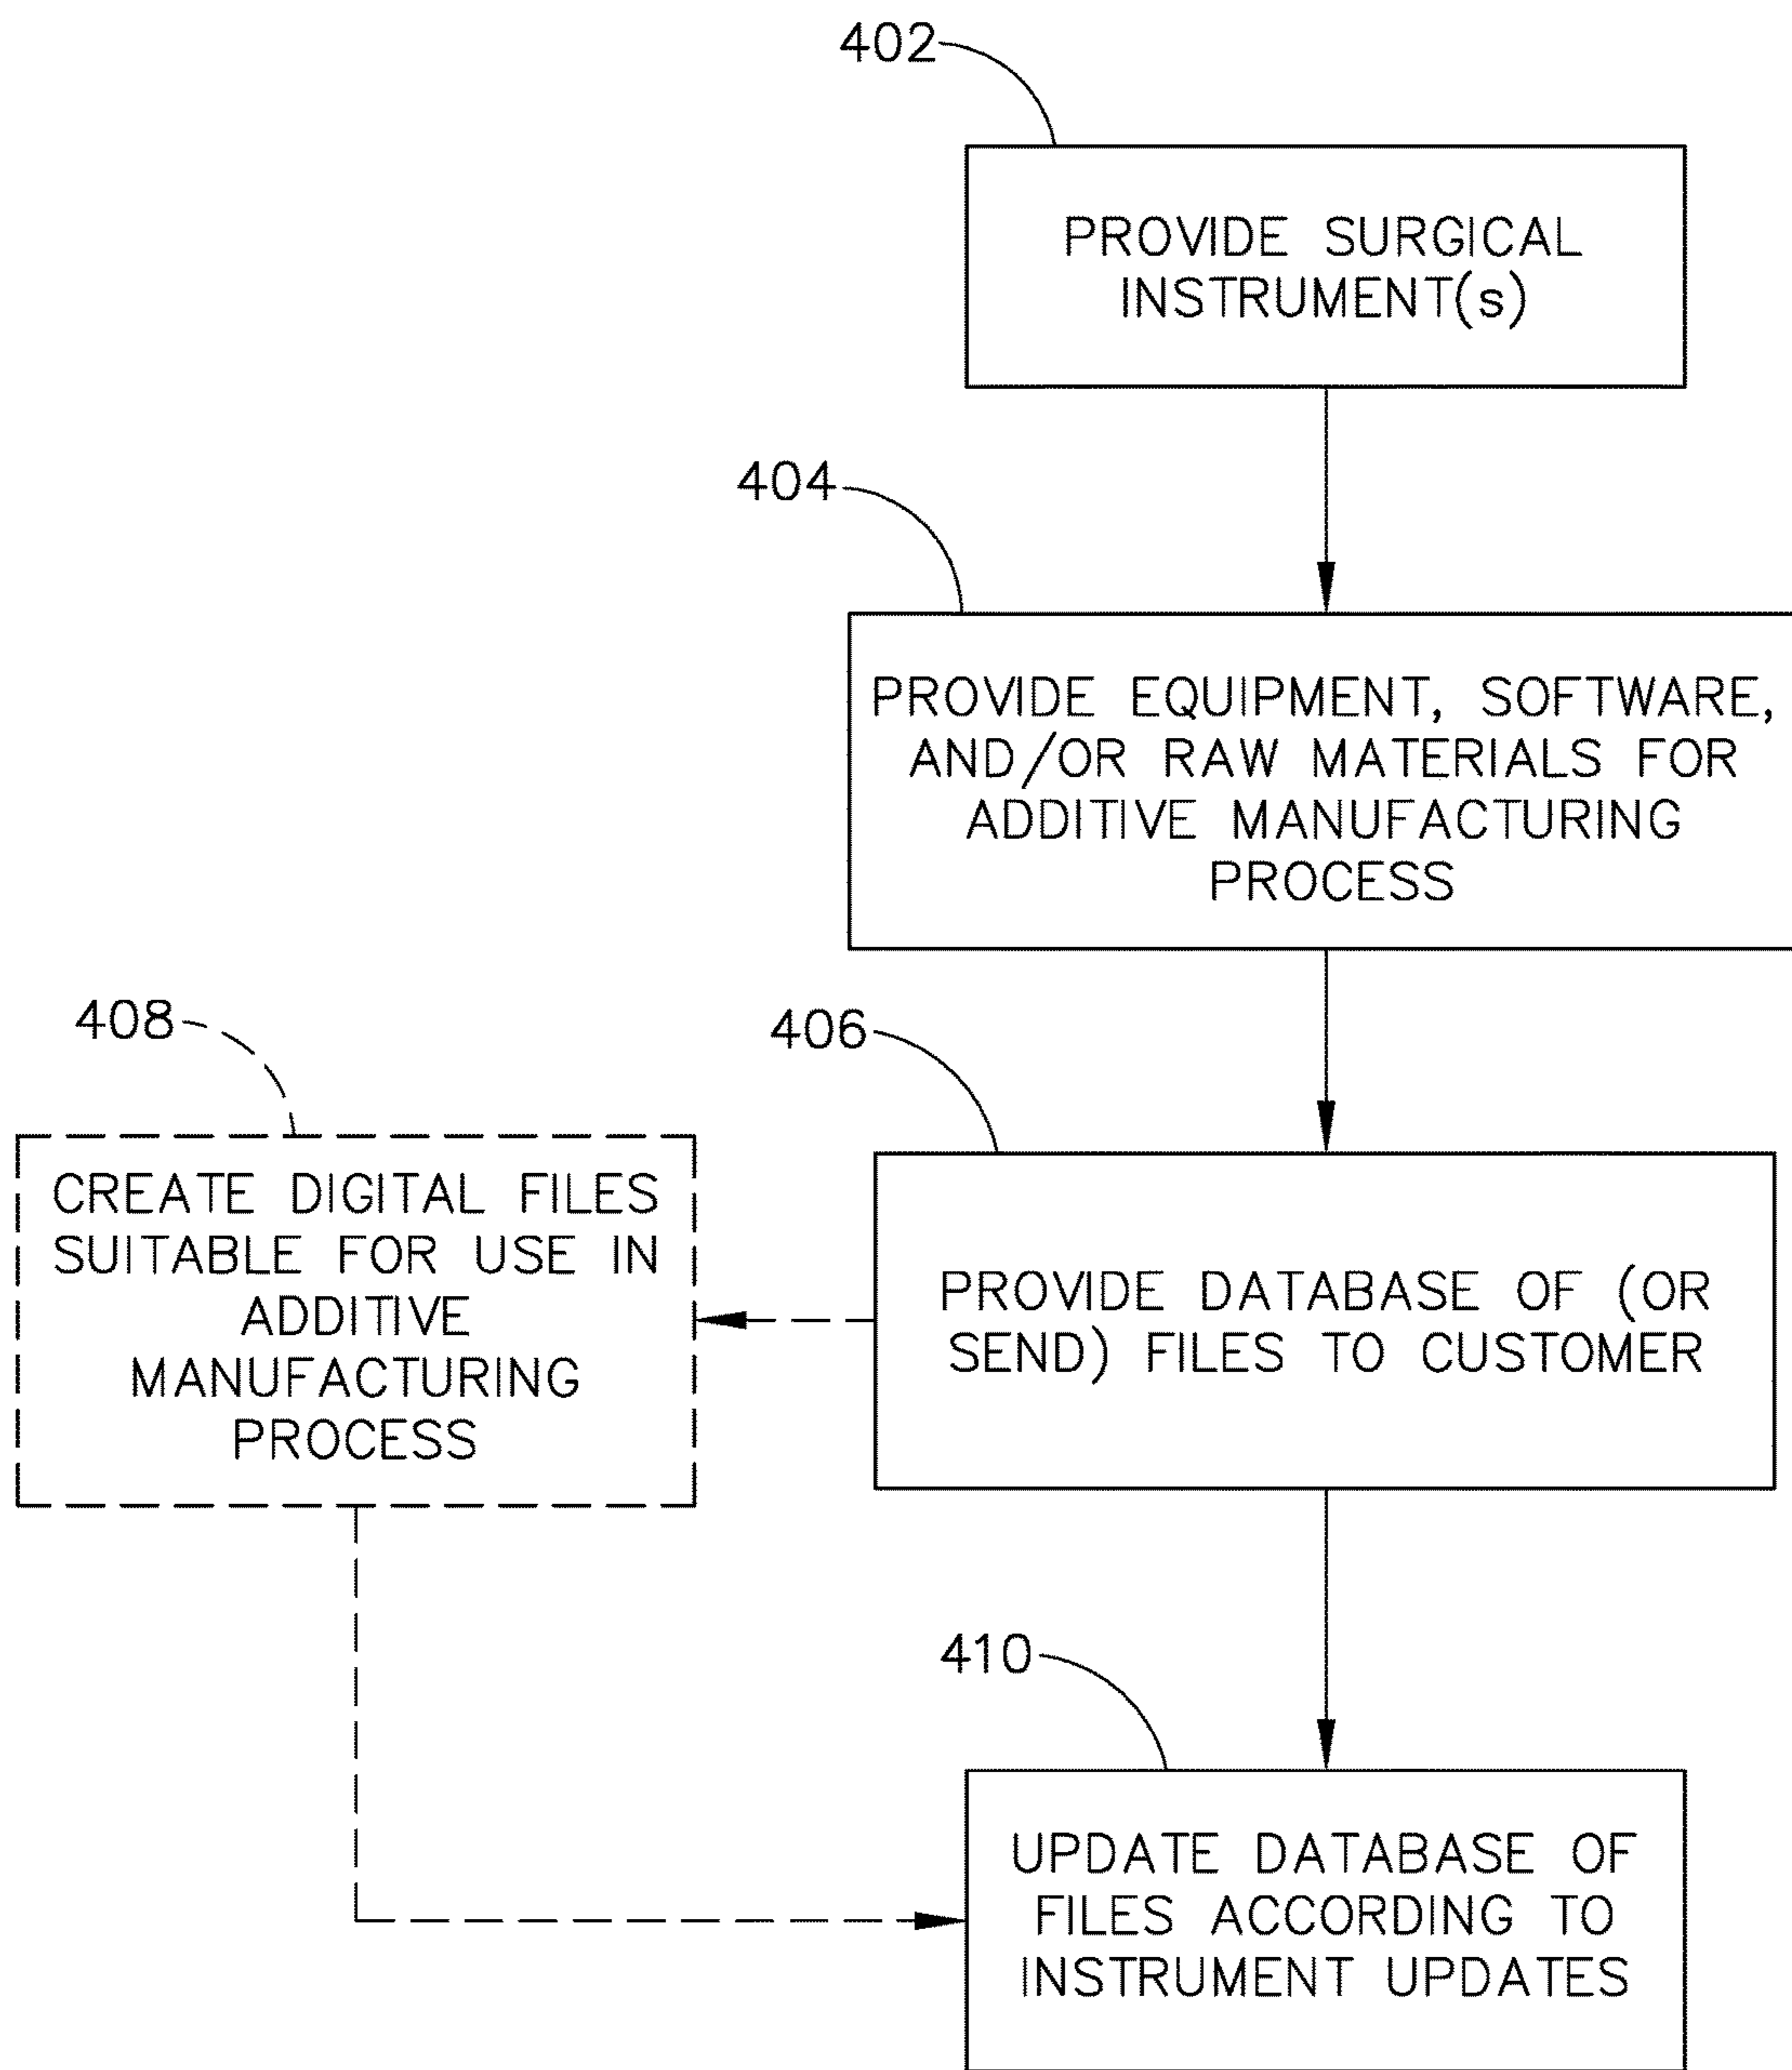 402
PROVIDE SURGICAL
INSTRUMENT(s)
404
PROVIDE EQUIPMENT, SOFTWARE,
AND/OR RAW MATERIALS FOR
ADDITIVE MANUFACTURING
PROCESS
408
CREATE DIGITAL FILES
SUITABLE FOR USE IN
ADDITIVE
MANUFACTURING
PROCESS
406
PROVIDE DATABASE OF (OR
SEND) FILES TO CUSTOMER
410
UPDATE DATABASE OF
FILES ACCORDING TO
INSTRUMENT UPDATES